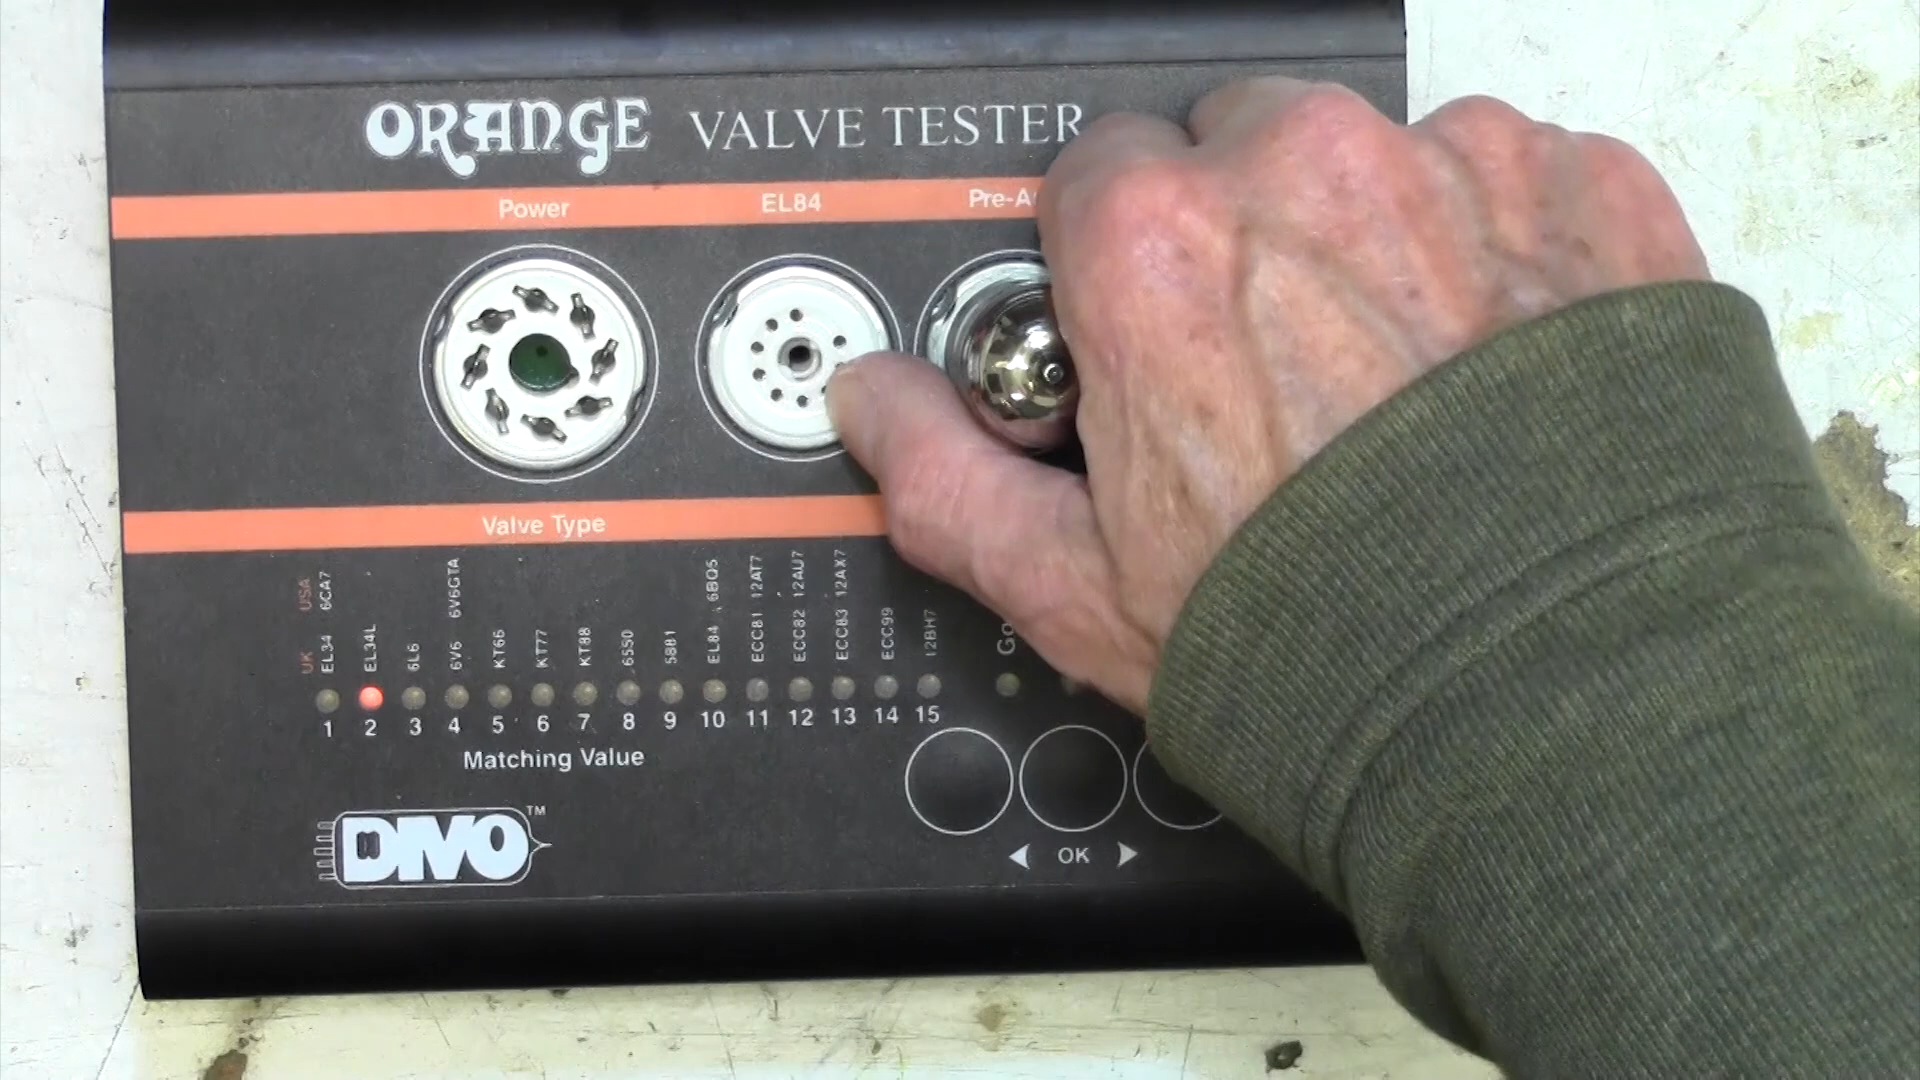 ORANGE VALVE TESTER
Power EL84 Pre-A
Valve Type
UK USA
EL34 6CA7
EL34L
6L6
6V6 6V6GTA
KT66
KT77
KT88
6550
5881
EL84 6BQ5
ECC81 12AT7
ECC82 12AU7
ECC83 12AX7
ECC99
12BH7
Go
1 2 3 4 5 6 7 8 9 10 11 12 13 14 15
Matching Value
DIVO TM
OK